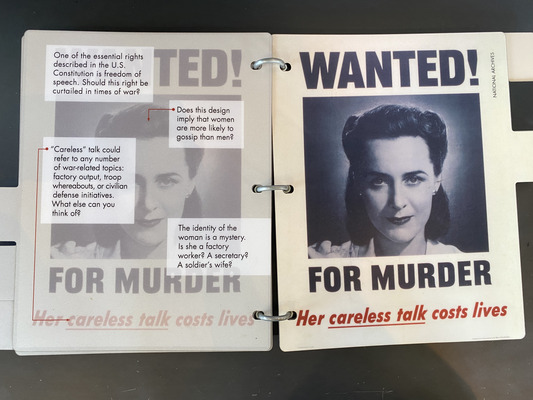 One of the essential rights
described in the U.S.
Constitution is freedom of
speech. Should this right be
curtailed in times of war?
TED!
Does this design
imply that women
are more likely to
gossip than men?
"Careless" talk could
refer to any number
of war-related topics:
factory output, troop
whereabouts, or civilian
defense initiatives.
What else can you
think of?
The identity of the
woman is a mystery.
Is she a factory
worker? A secretary?
A soldier's wife?
FOR MURDER
Her careless talk costs lives
WANTED!
NATIONAL ARCHIVES
FOR MURDER
Her careless talk costs lives